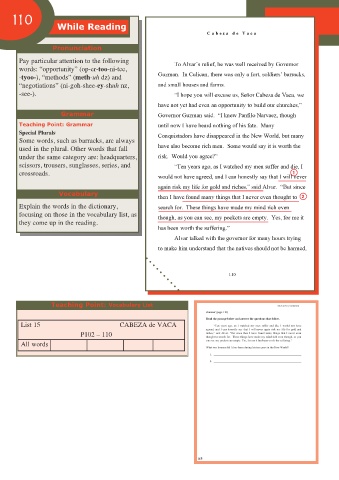 110
While Reading
Pronunciation
Pay particular attention to the following
words: "opportunity" (op-er-too-ni-tee,
-tyoo-), "methods" (meth-uh dz) and
"negotiations" (ni-goh-shee-ey-shuh nz,
-see-).
Grammar
Teaching Point: Grammar
Special Plurals
Some words, such as barracks, are always
used in the plural. Other words that fall
under the same category are: headquarters,
scissors, trousers, sunglasses, series, and
crossroads.
Vocabulary
Explain the words in the dictionary,
focusing on those in the vocabulary list, as
they come up in the reading.
Cabeza de Vaca
To Alvar's relief, he was well received by Governor
Guzman. In Culican, there was only a fort, soldiers' barracks,
and small houses and farms.
"I hope you will excuse us, Señor Cabeza de Vaca, we
have not yet had even an opportunity to build our churches,"
Governor Guzman said. "I knew Panfilo Narvaez, though
until now I have heard nothing of his fate. Many
Conquistadors have disappeared in the New World, but many
have also become rich men. Some would say it is worth the
risk. Would you agree?"
"Ten years ago, as I watched my men suffer and die, I
would not have agreed, and I can honestly say that I will never
again risk my life for gold and riches," said Alvar. "But since
then I have found many things that I never even thought to
search for. These things have made my mind rich even
though, as you can see, my pockets are empty. Yes, for me it
has been worth the suffering."
Alvar talked with the governor for many hours trying
to make him understand that the natives should not be harmed.
110
Teaching Point: Vocabulary List
List 15 CABEZA de VACA
P102 – 110
All words